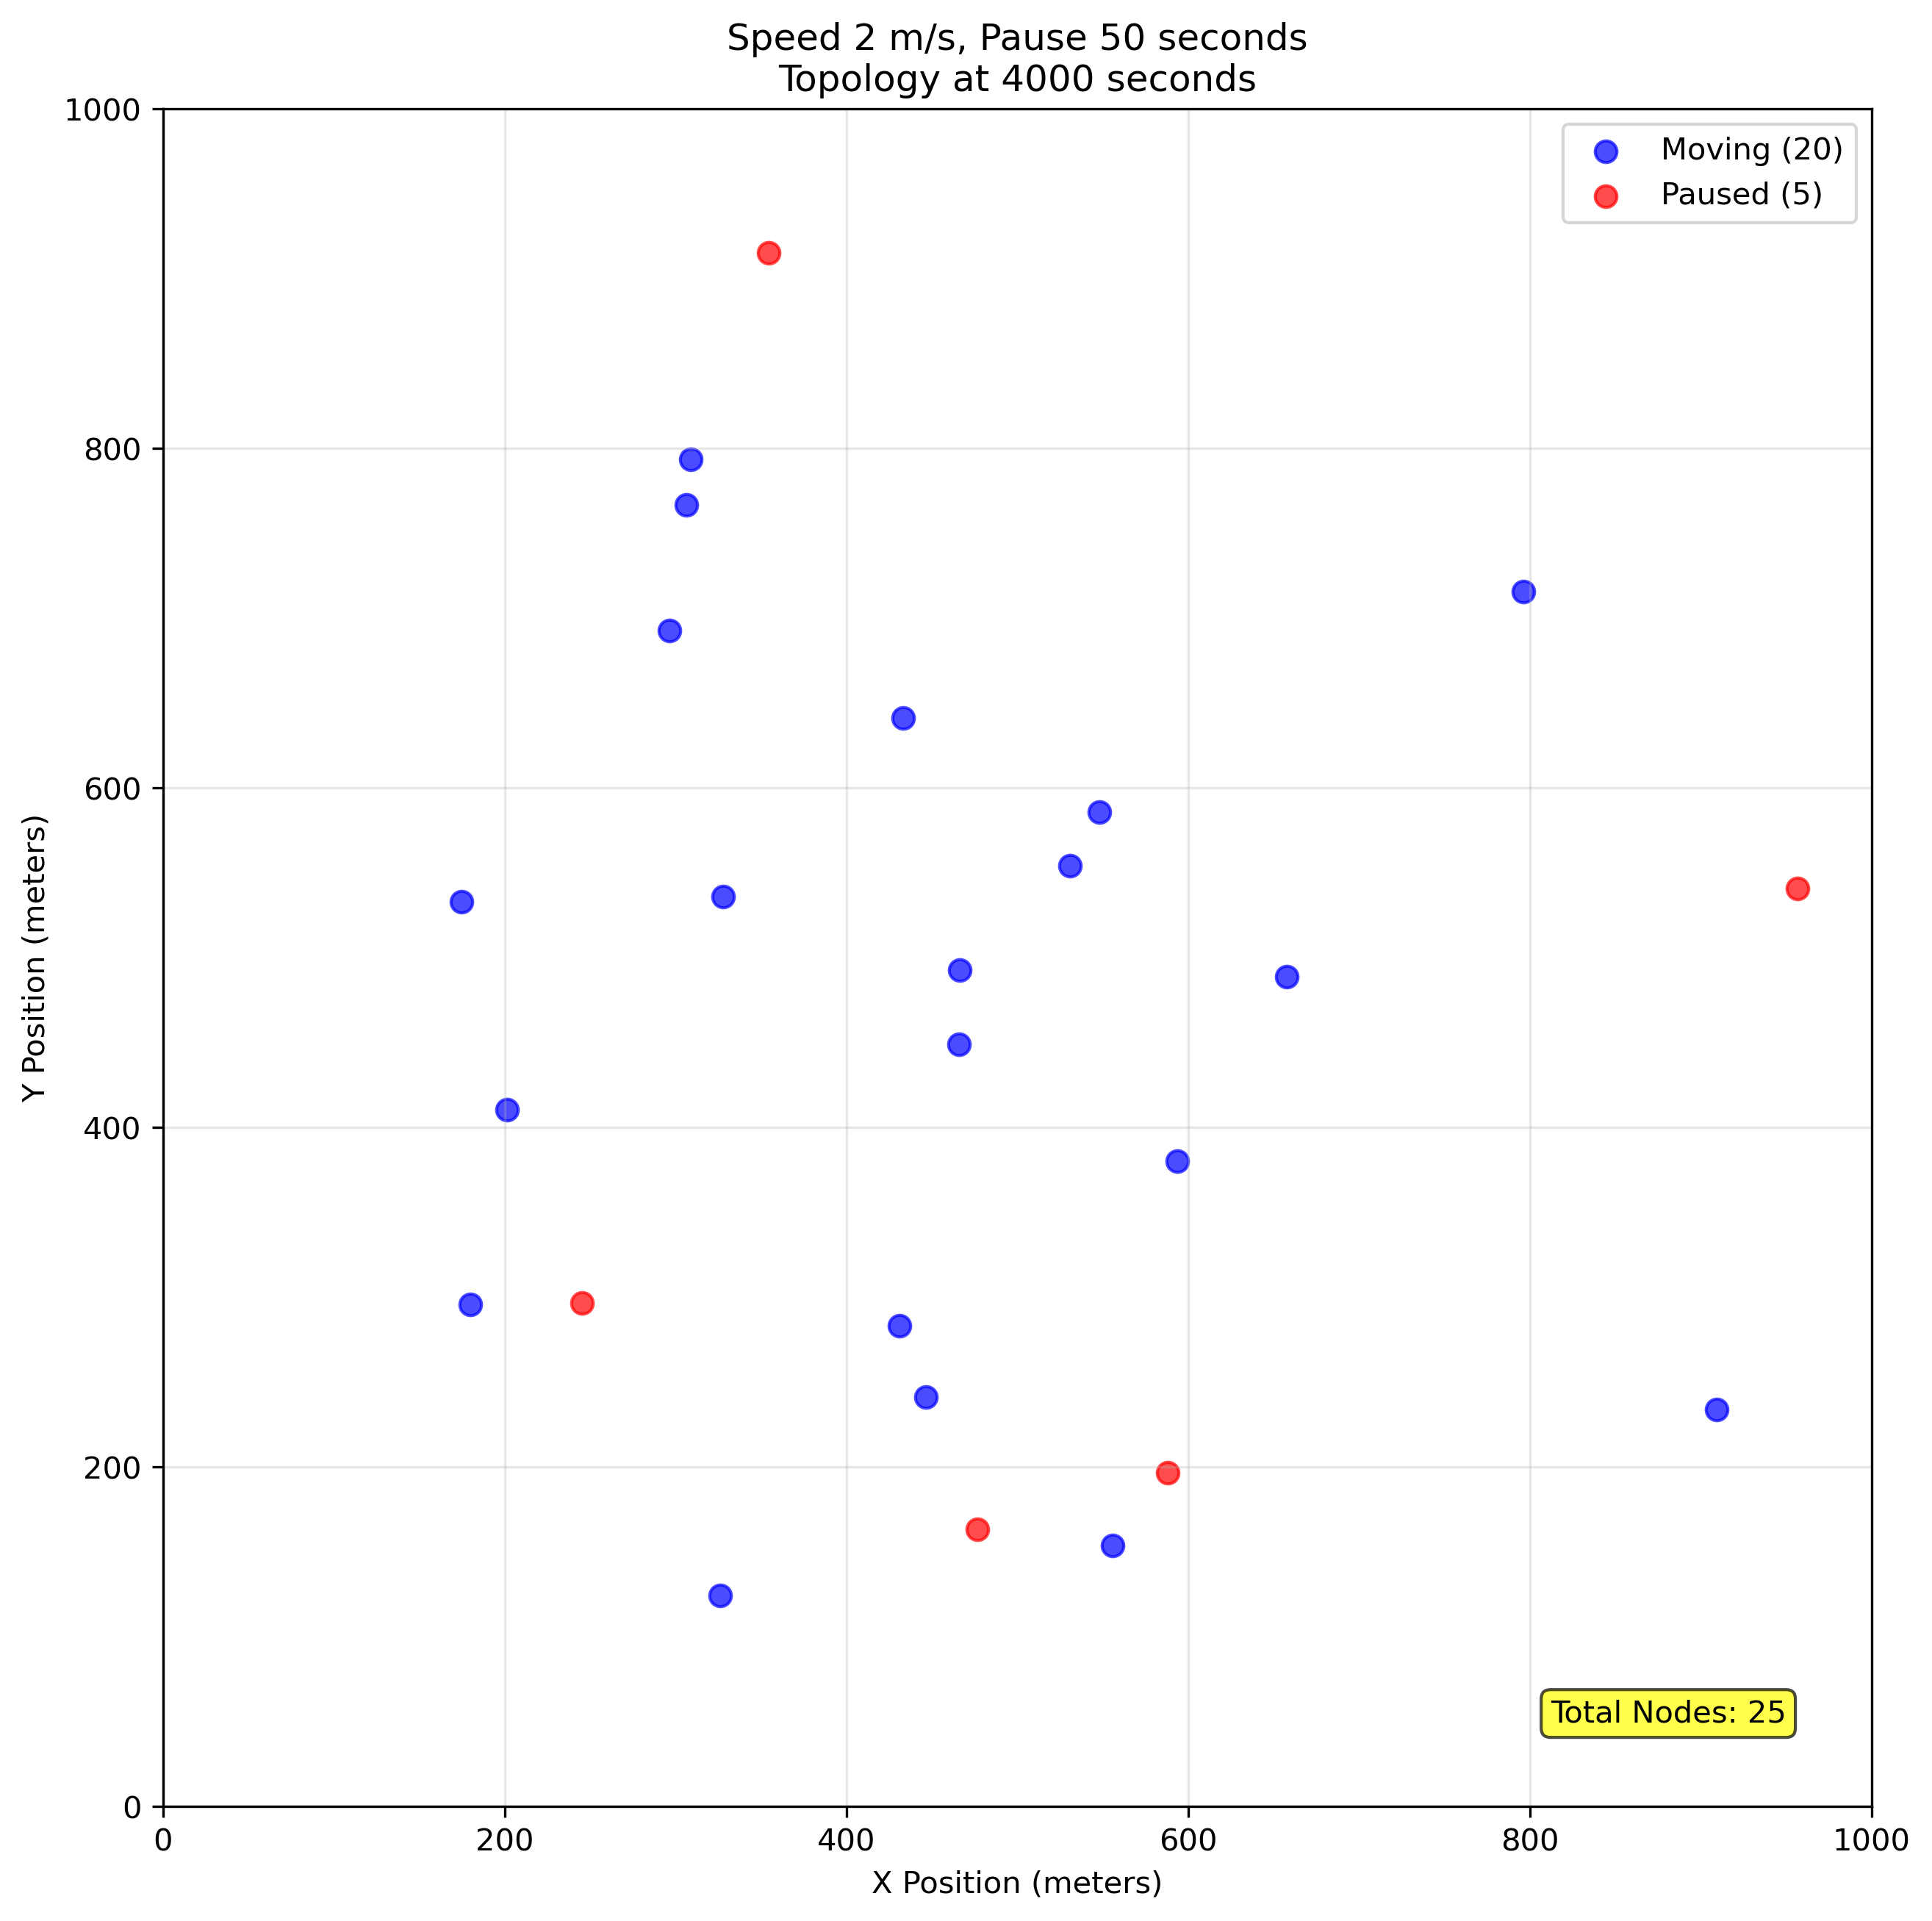 Speed 2 m/s, Pause 50 seconds
Topology at 4000 seconds
Moving (20)
Paused (5)
1000
800
600
400
200
0
Y Position (meters)
Total Nodes: 25
0
200
400
600
800
1000
X Position (meters)